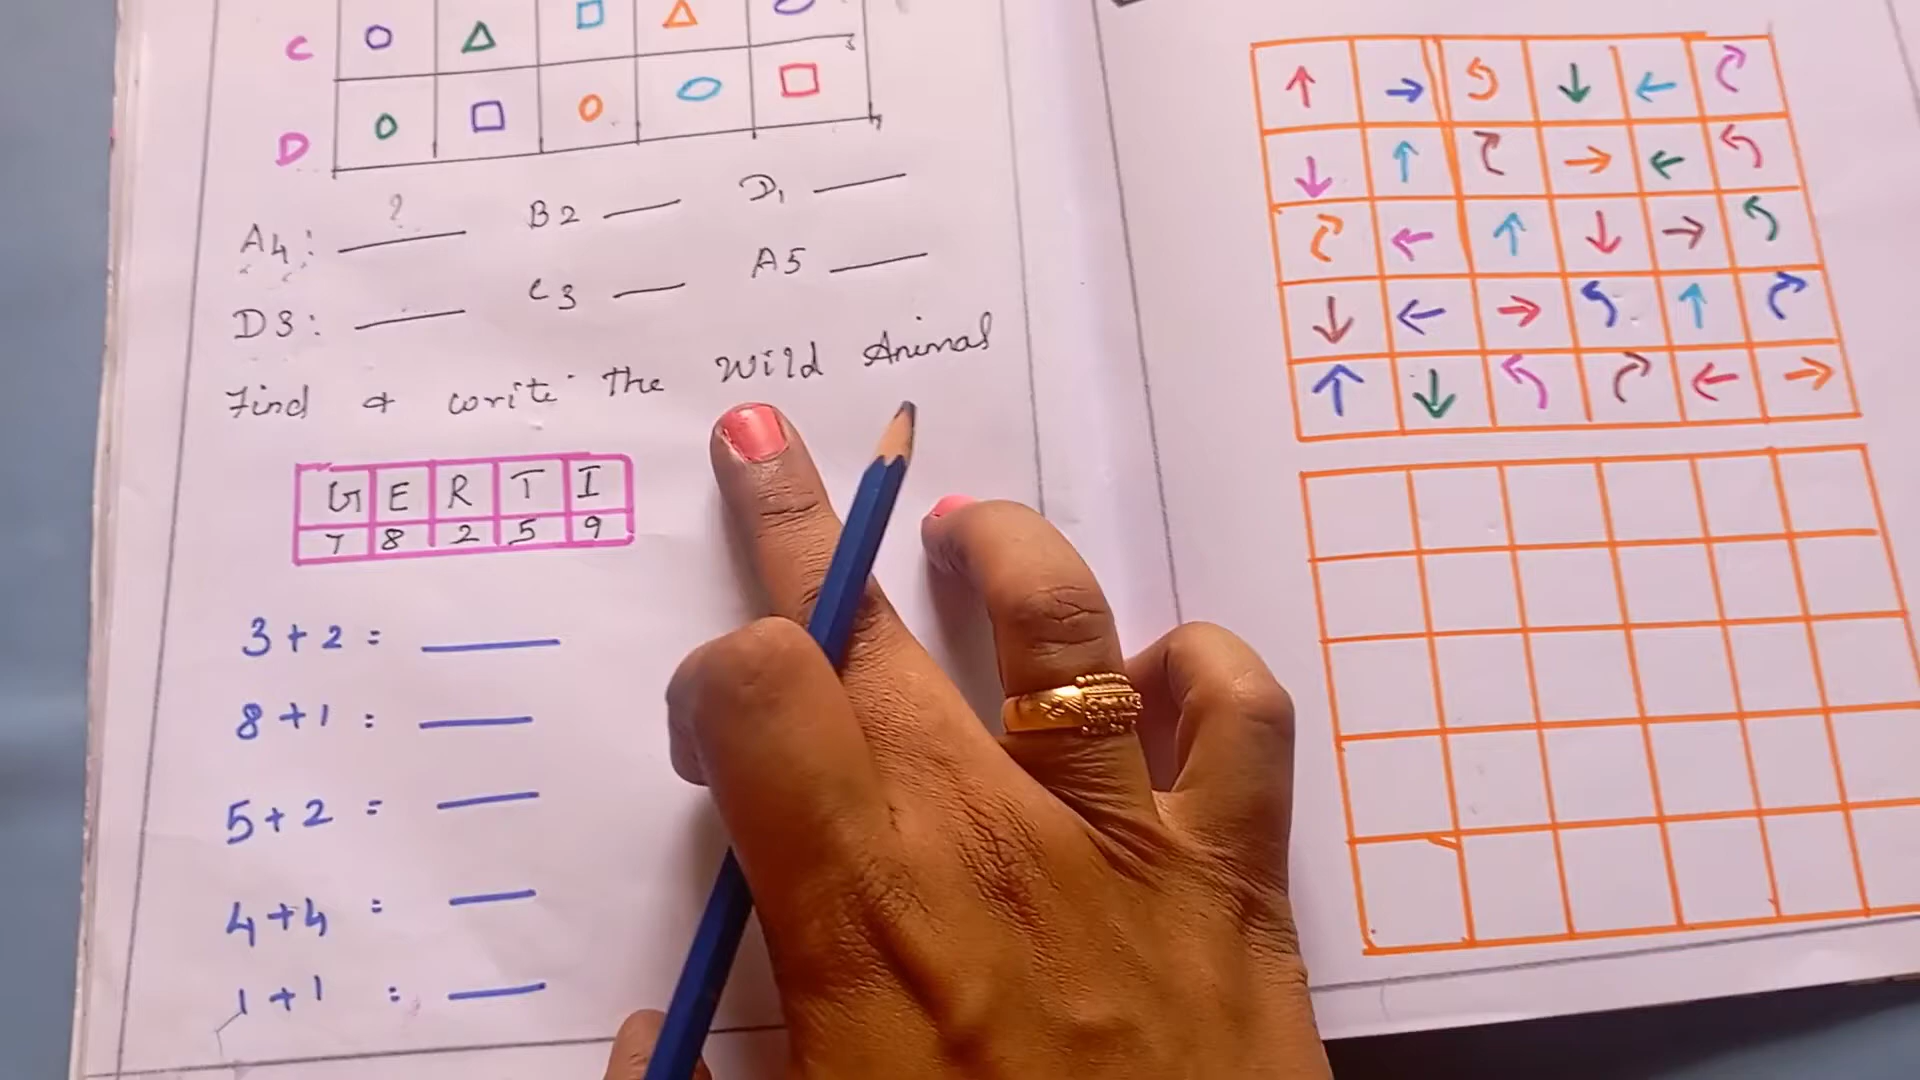 C
D
A4: ? B2 D1
D3: C3 A5
Find & write the Wild Animal
G E R T I
7 8 2 5 9
3+2 =
8+1 =
5+2 =
4+4 =
1+1 =